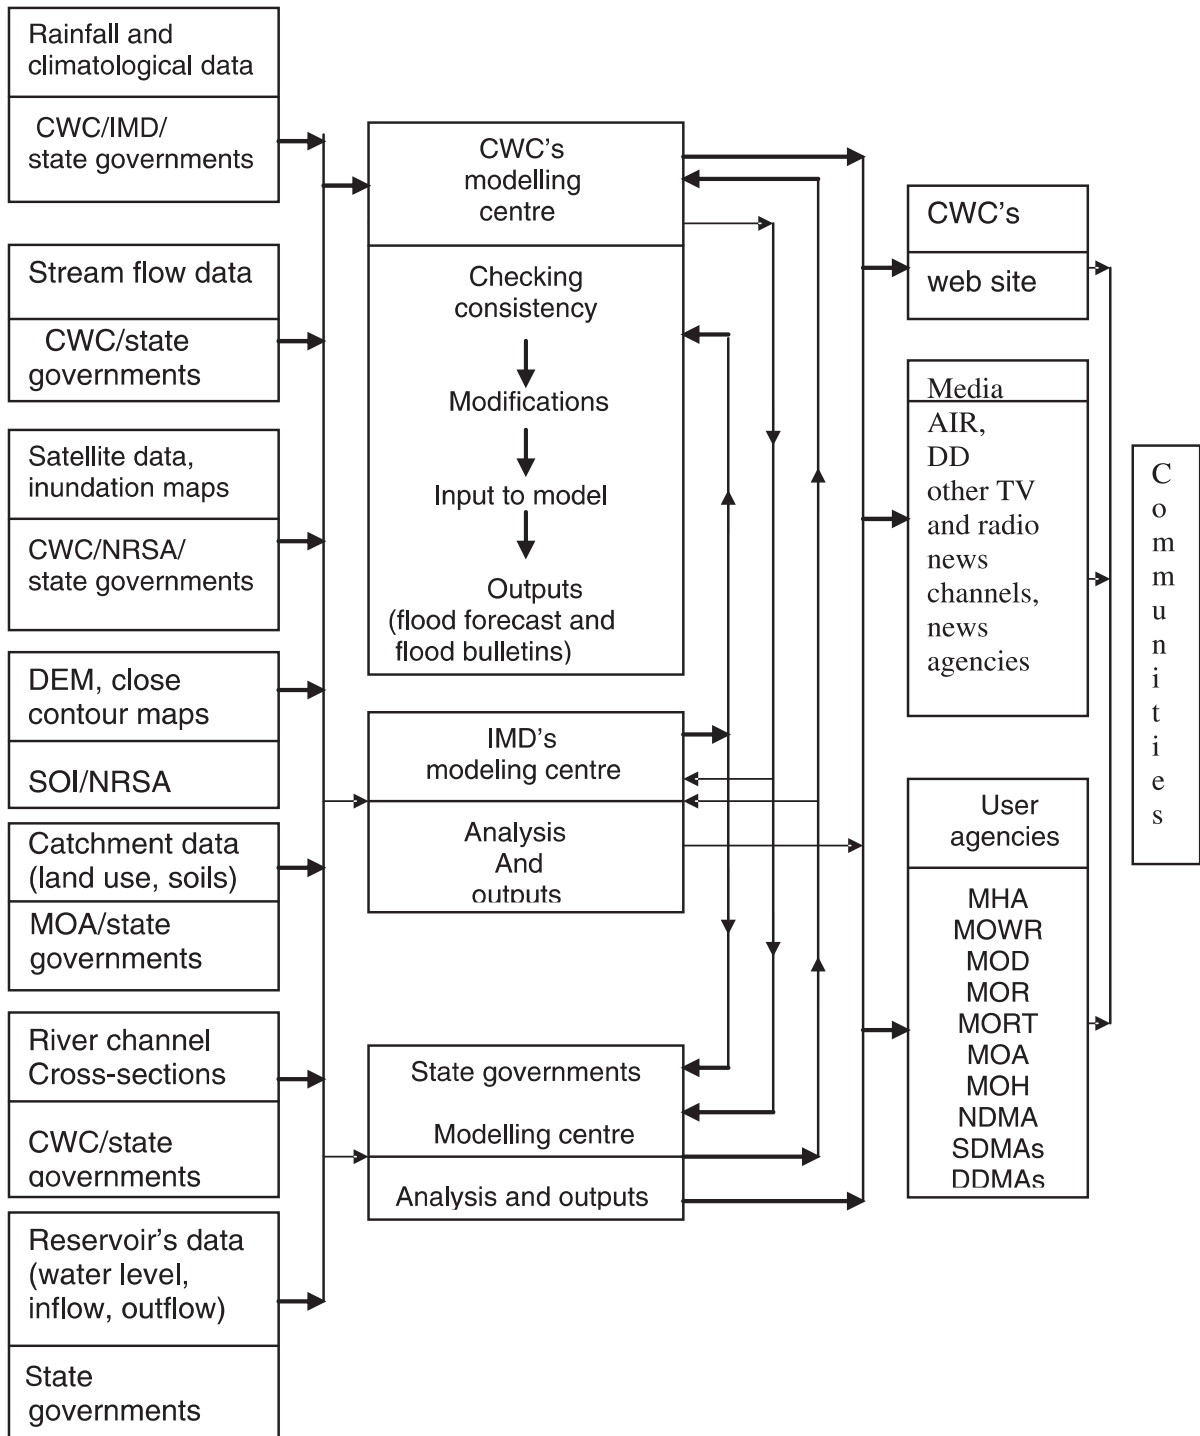 Rainfall and
climatological data
CWC/IMD/
state governments
Stream flow data
CWC/state
governments
Satellite data,
inundation maps
CWC/NRSA/
state governments
DEM, close
contour maps
SOI/NRSA
Catchment data
(land use, soils)
MOA/state
governments
River channel
Cross-sections
CWC/state
governments
Reservoir's data
(water level,
inflow, outflow)
State
governments
CWC's
modelling
centre
Checking
consistency
Modifications
Input to model
Outputs
(flood forecast and
flood bulletins)
IMD's
modeling centre
Analysis
And
outputs
State governments
Modelling centre
Analysis and outputs
CWC's
web site
Media
AIR,
DD
other TV
and radio
news
channels,
news
agencies
User
agencies
MHA
MOWR
MOD
MOR
MORT
MOA
MOH
NDMA
SDMAs
DDMAs
C
o
m
m
u
n
i
t
i
e
s